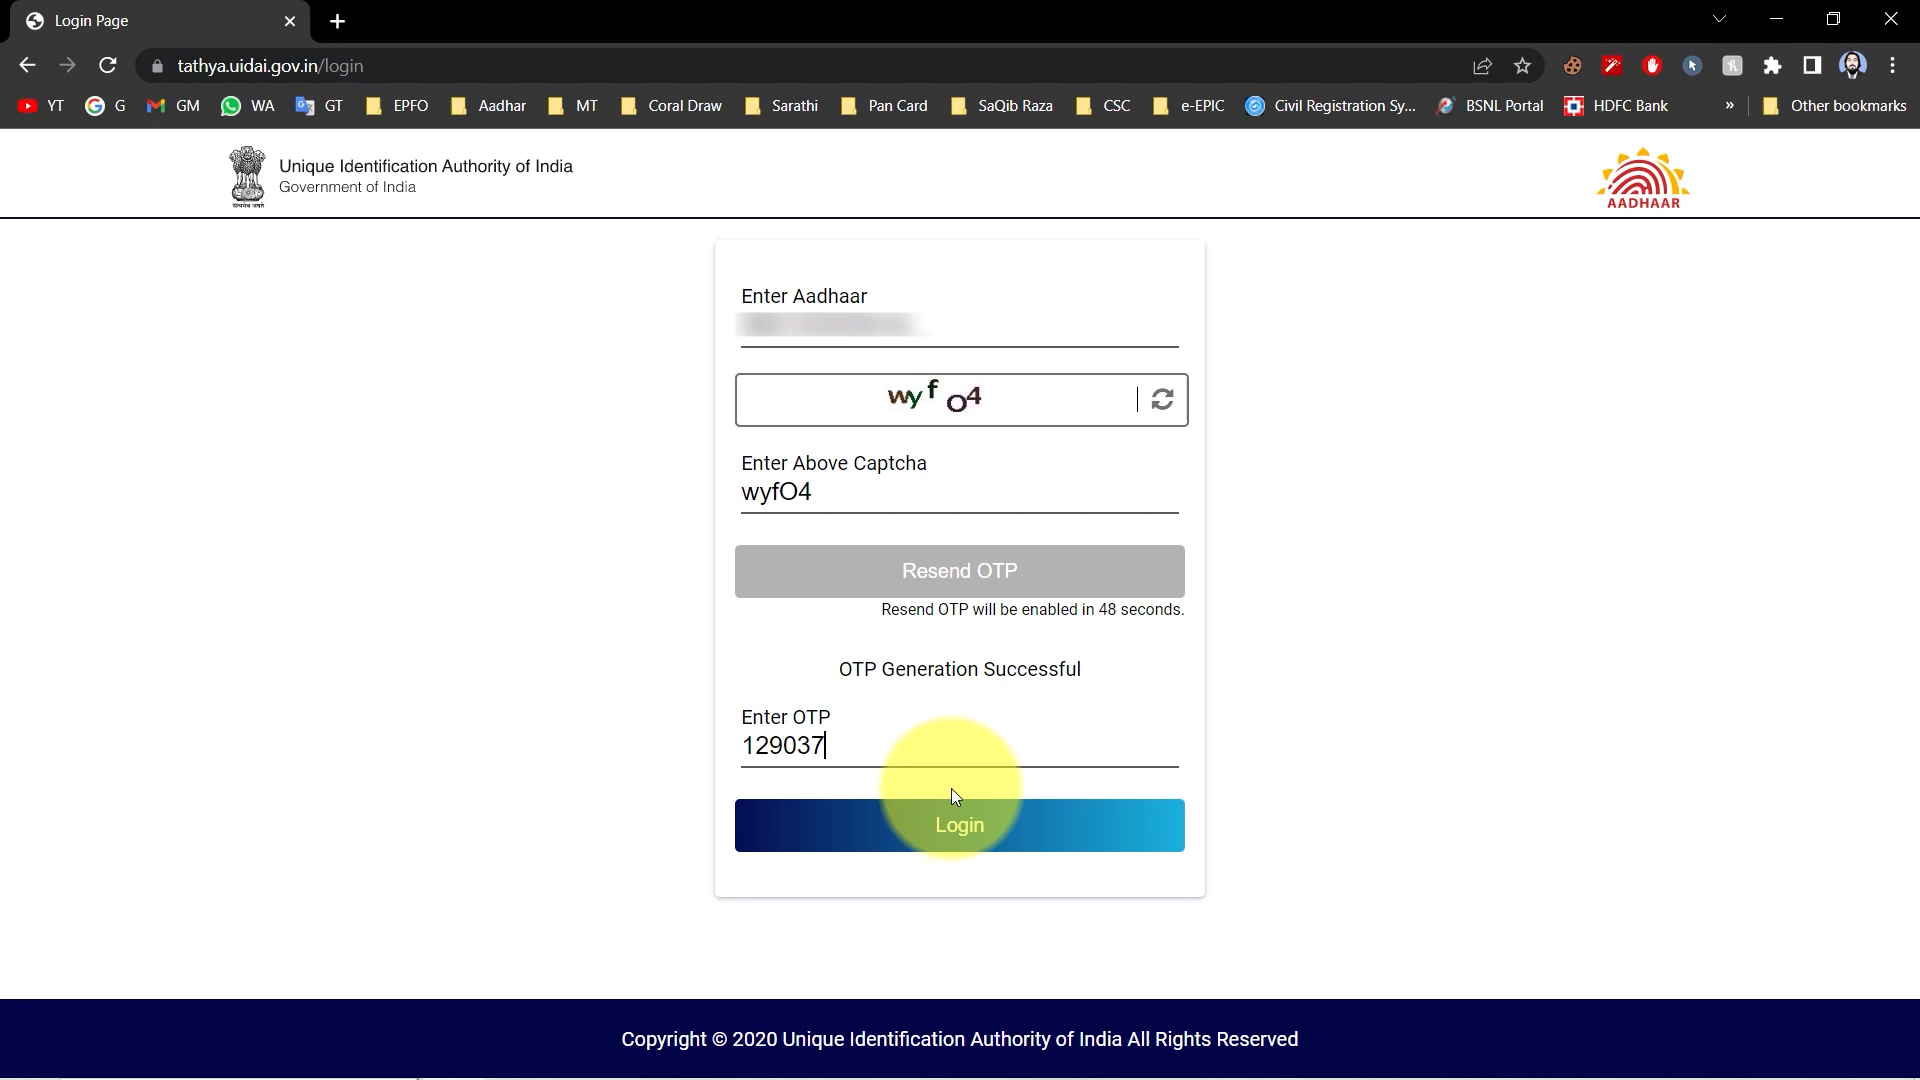 Login Page
tathya.uidai.gov.in/login
YT G GM WA GT EPFO Aadhar MT Coral Draw Sarathi Pan Card SaQib Raza CSC e-EPIC Civil Registration Sy... BSNL Portal HDFC Bank » Other bookmarks
Unique Identification Authority of India
Government of India
सत्यमेव जयते
AADHAAR
Enter Aadhaar
wyfO4
Enter Above Captcha
wyfO4
Resend OTP
Resend OTP will be enabled in 48 seconds.
OTP Generation Successful
Enter OTP
129037
Login
Copyright © 2020 Unique Identification Authority of India All Rights Reserved